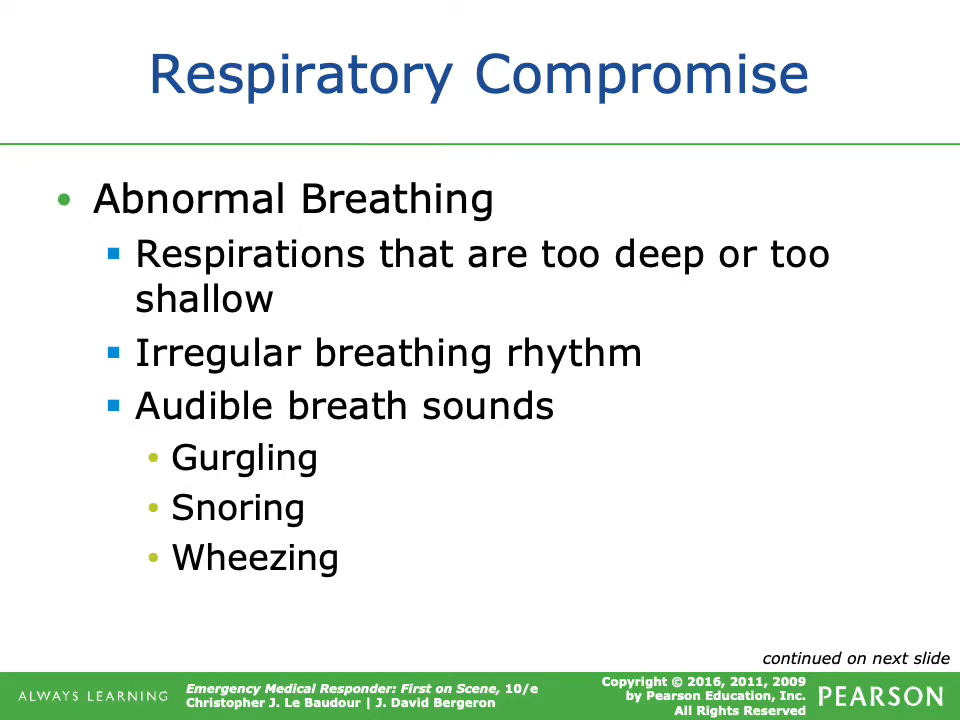 Respiratory Compromise
• Abnormal Breathing
▪ Respirations that are too deep or too
shallow
▪ Irregular breathing rhythm
▪ Audible breath sounds
• Gurgling
• Snoring
• Wheezing
continued on next slide
ALWAYS LEARNING
Emergency Medical Responder: First on Scene, 10/e
Christopher J. Le Baudour | J. David Bergeron
Copyright © 2016, 2011, 2009
by Pearson Education, Inc.
All Rights Reserved
PEARSON